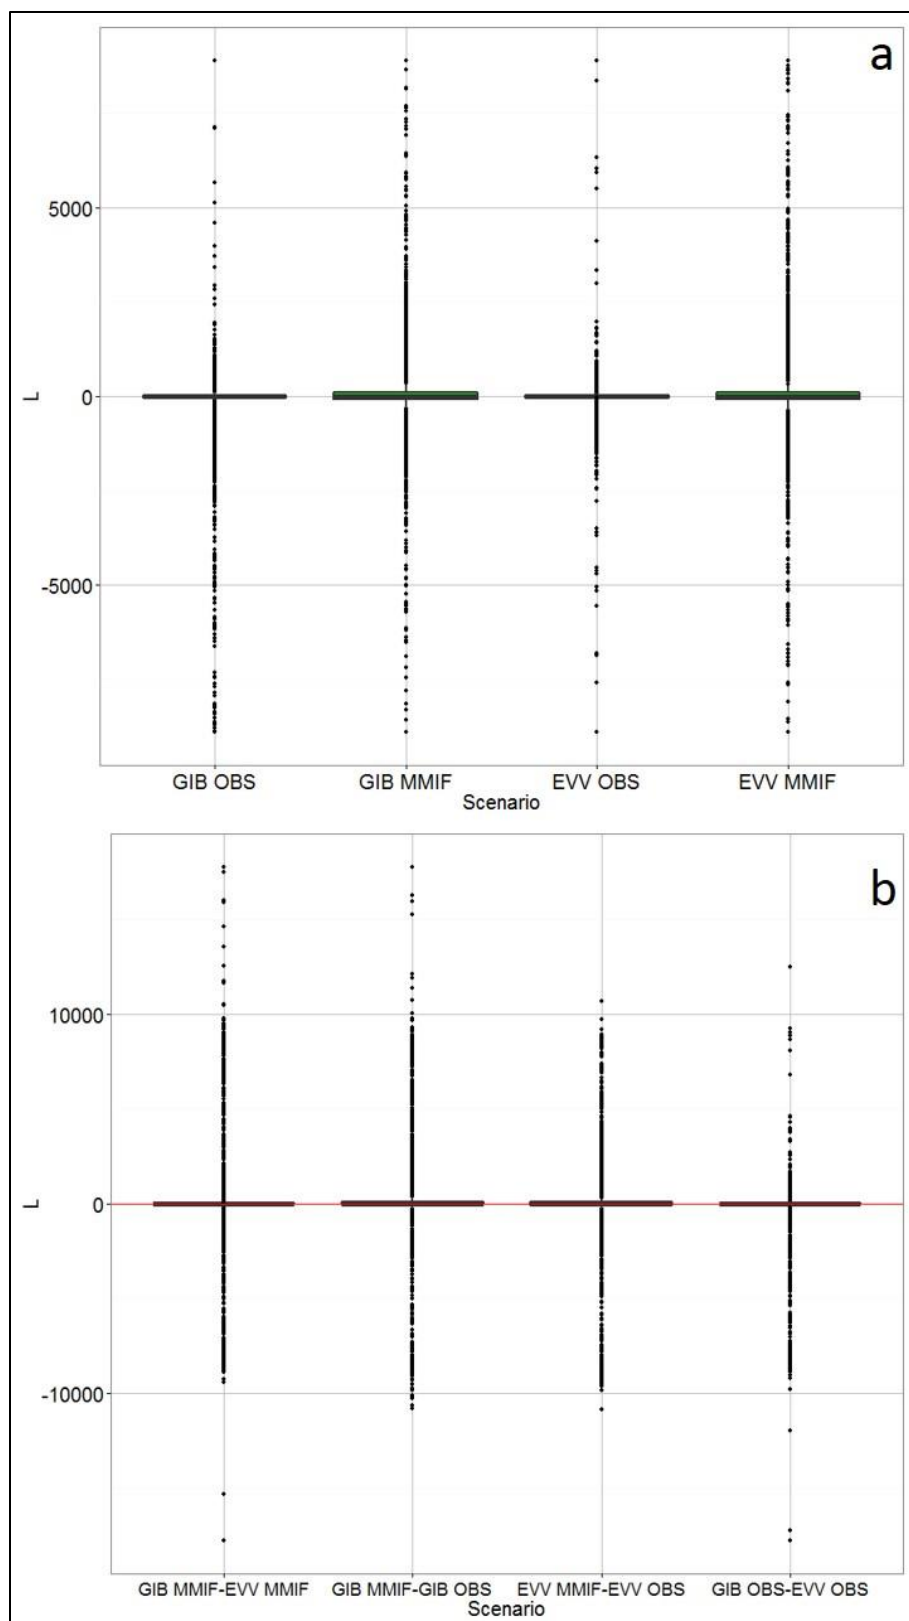 a
5000
L
0
-5000
GIB OBS GIB MMIF EVV OBS EVV MMIF
Scenario
b
10000
L
0
-10000
GIB MMIF-EVV MMIF GIB MMIF-GIB OBS EVV MMIF-EVV OBS GIB OBS-EVV OBS
Scenario